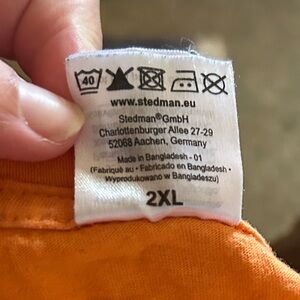 40
www.stedman.eu
Stedman®GmbH
Charlottenburger Allee 27-29
52068 Aachen, Germany
Made in Bangladesh - 01
(Fabriqué au • Fabricado en Bangladesh •
Wyprodukowano w Bangladeszu)
2XL